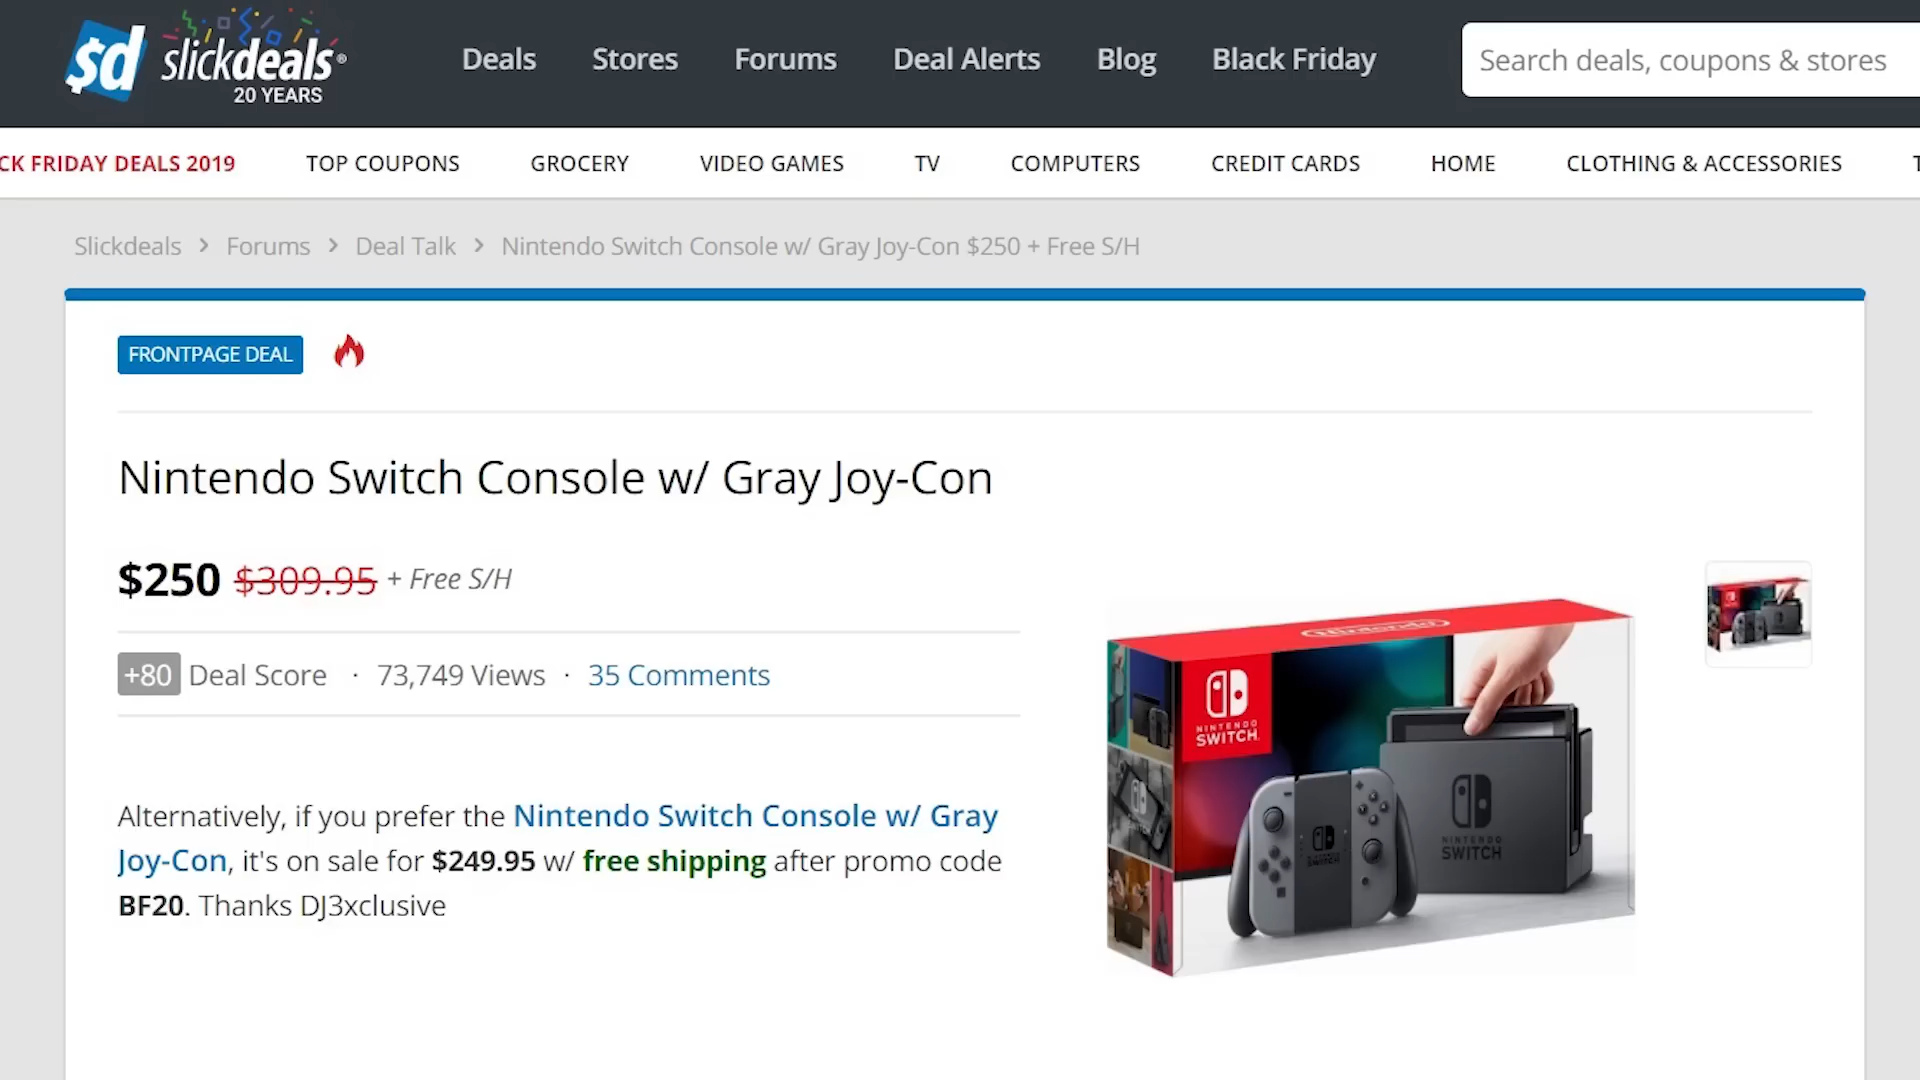 $d slickdeals®
20 YEARS
Deals Stores Forums Deal Alerts Blog Black Friday
Search deals, coupons & stores
CK FRIDAY DEALS 2019 TOP COUPONS GROCERY VIDEO GAMES TV COMPUTERS CREDIT CARDS HOME CLOTHING & ACCESSORIES T
Slickdeals > Forums > Deal Talk > Nintendo Switch Console w/ Gray Joy-Con $250 + Free S/H
FRONTPAGE DEAL
Nintendo Switch Console w/ Gray Joy-Con
$250 $309.95 + Free S/H
+80 Deal Score · 73,749 Views · 35 Comments
Alternatively, if you prefer the Nintendo Switch Console w/ Gray
Joy-Con, it's on sale for $249.95 w/ free shipping after promo code
BF20. Thanks DJ3xclusive
Nintendo
NINTENDO
SWITCH
NINTENDO
SWITCH
NINTENDO
SWITCH